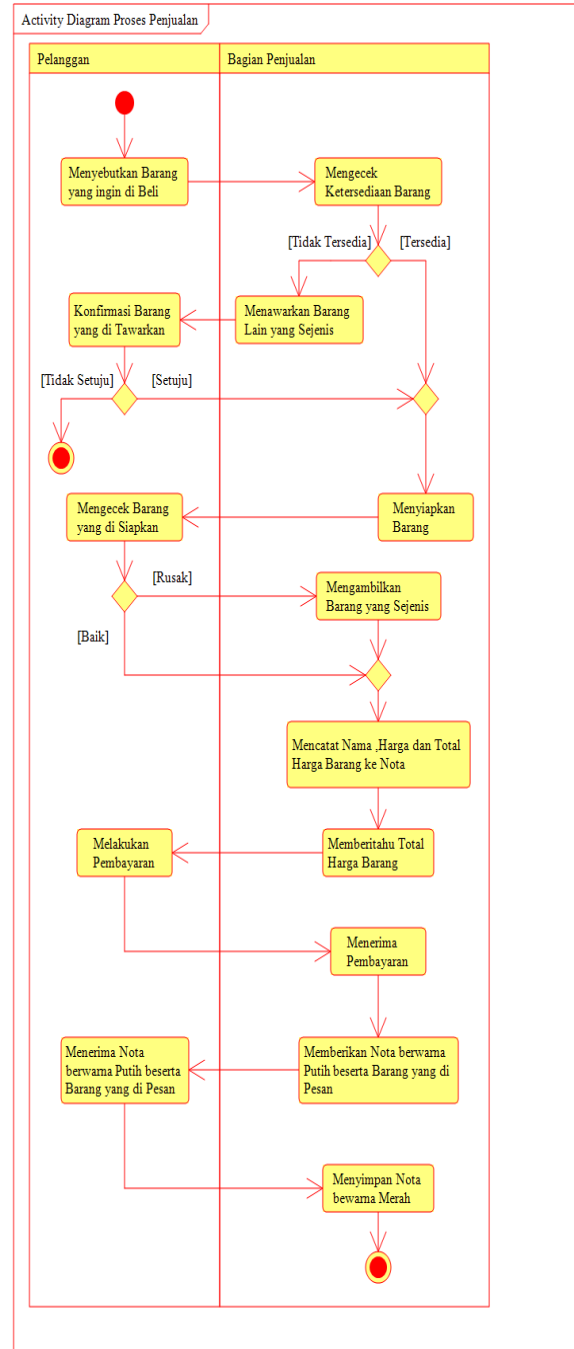 Activity Diagram Proses Penjualan
Pelanggan
Bagian Penjualan
Menyebutkan Barang
yang ingin di Beli
Mengecek
Ketersediaan Barang
[Tidak Tersedia]
[Tersedia]
Menawarkan Barang
Lain yang Sejenis
Konfirmasi Barang
yang di Tawarkan
[Tidak Setuju]
[Setuju]
Menyiapkan
Barang
Mengecek Barang
yang di Siapkan
[Rusak]
[Baik]
Mengambilkan
Barang yang Sejenis
Mencatat Nama ,Harga dan Total
Harga Barang ke Nota
Memberitahu Total
Harga Barang
Melakukan
Pembayaran
Menerima
Pembayaran
Memberikan Nota berwarna
Putih beserta Barang yang di
Pesan
Menerima Nota
berwarna Putih beserta
Barang yang di Pesan
Menyimpan Nota
bewarna Merah